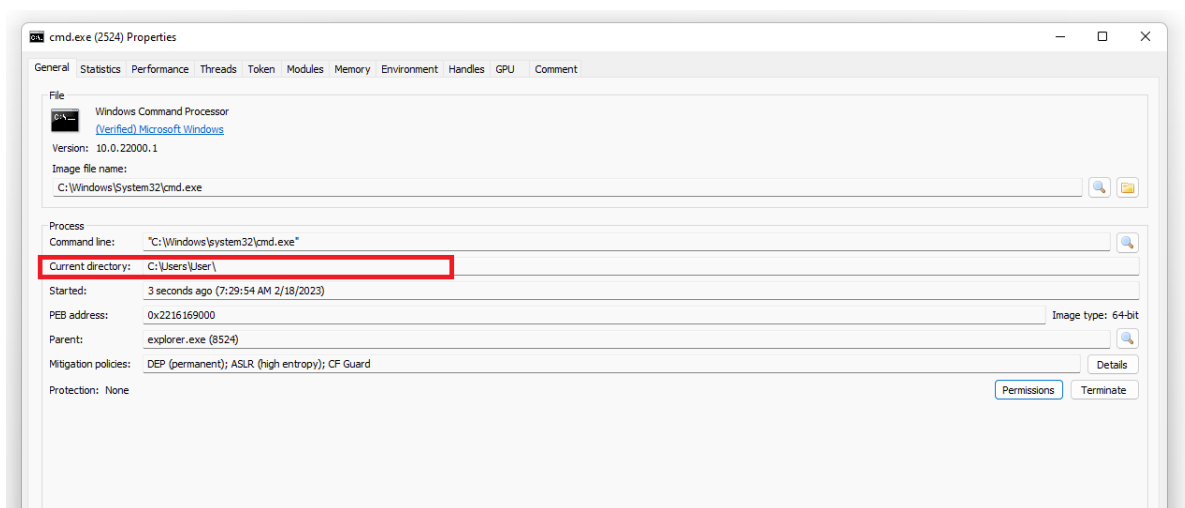 cmd.exe (2524) Properties
General Statistics Performance Threads Token Modules Memory Environment Handles GPU Comment
File
Windows Command Processor
(Verified) Microsoft Windows
Version: 10.0.22000.1
Image file name:
C:\Windows\System32\cmd.exe
Process
Command line: "C:\Windows\system32\cmd.exe"
Current directory: C:\Users\User\
Started: 3 seconds ago (7:29:54 AM 2/18/2023)
PEB address: 0x2216169000 Image type: 64-bit
Parent: explorer.exe (8524)
Mitigation policies: DEP (permanent); ASLR (high entropy); CF Guard Details
Protection: None Permissions Terminate